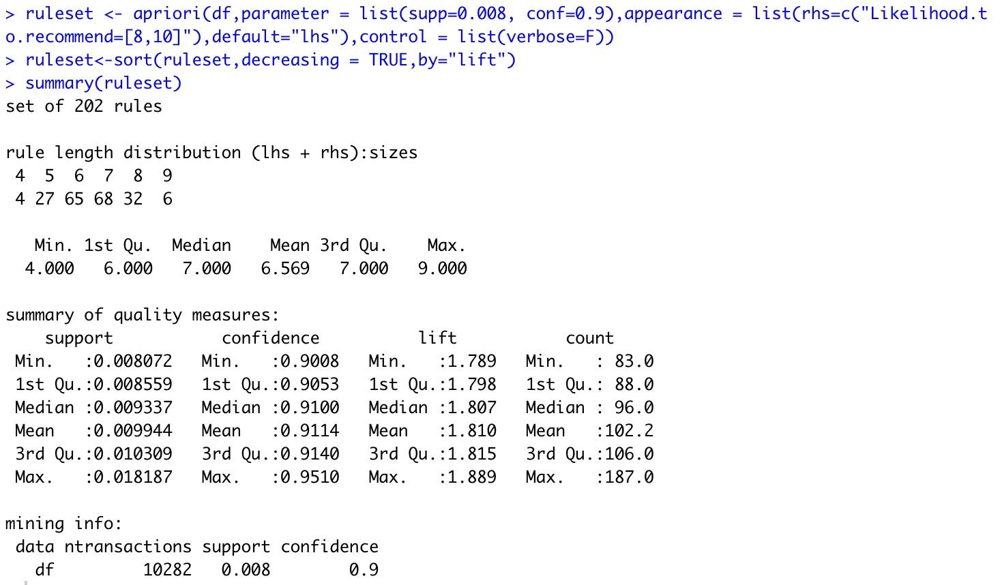 > ruleset <- apriori(df,parameter = list(supp=0.008, conf=0.9),appearance = list(rhs=c("Likelihood.t
o.recommend=[8,10]"),default="lhs"),control = list(verbose=F))
> ruleset<-sort(ruleset,decreasing = TRUE,by="lift")
> summary(ruleset)
set of 202 rules
rule length distribution (lhs + rhs):sizes
4 5 6 7 8 9
4 27 65 68 32 6
Min. 1st Qu. Median Mean 3rd Qu. Max.
4.000 6.000 7.000 6.569 7.000 9.000
summary of quality measures:
support confidence lift count
Min. :0.008072 Min. :0.9008 Min. :1.789 Min. : 83.0
1st Qu.:0.008559 1st Qu.:0.9053 1st Qu.:1.798 1st Qu.: 88.0
Median :0.009337 Median :0.9100 Median :1.807 Median : 96.0
Mean :0.009944 Mean :0.9114 Mean :1.810 Mean :102.2
3rd Qu.:0.010309 3rd Qu.:0.9140 3rd Qu.:1.815 3rd Qu.:106.0
Max. :0.018187 Max. :0.9510 Max. :1.889 Max. :187.0
mining info:
data ntransactions support confidence
df 10282 0.008 0.9